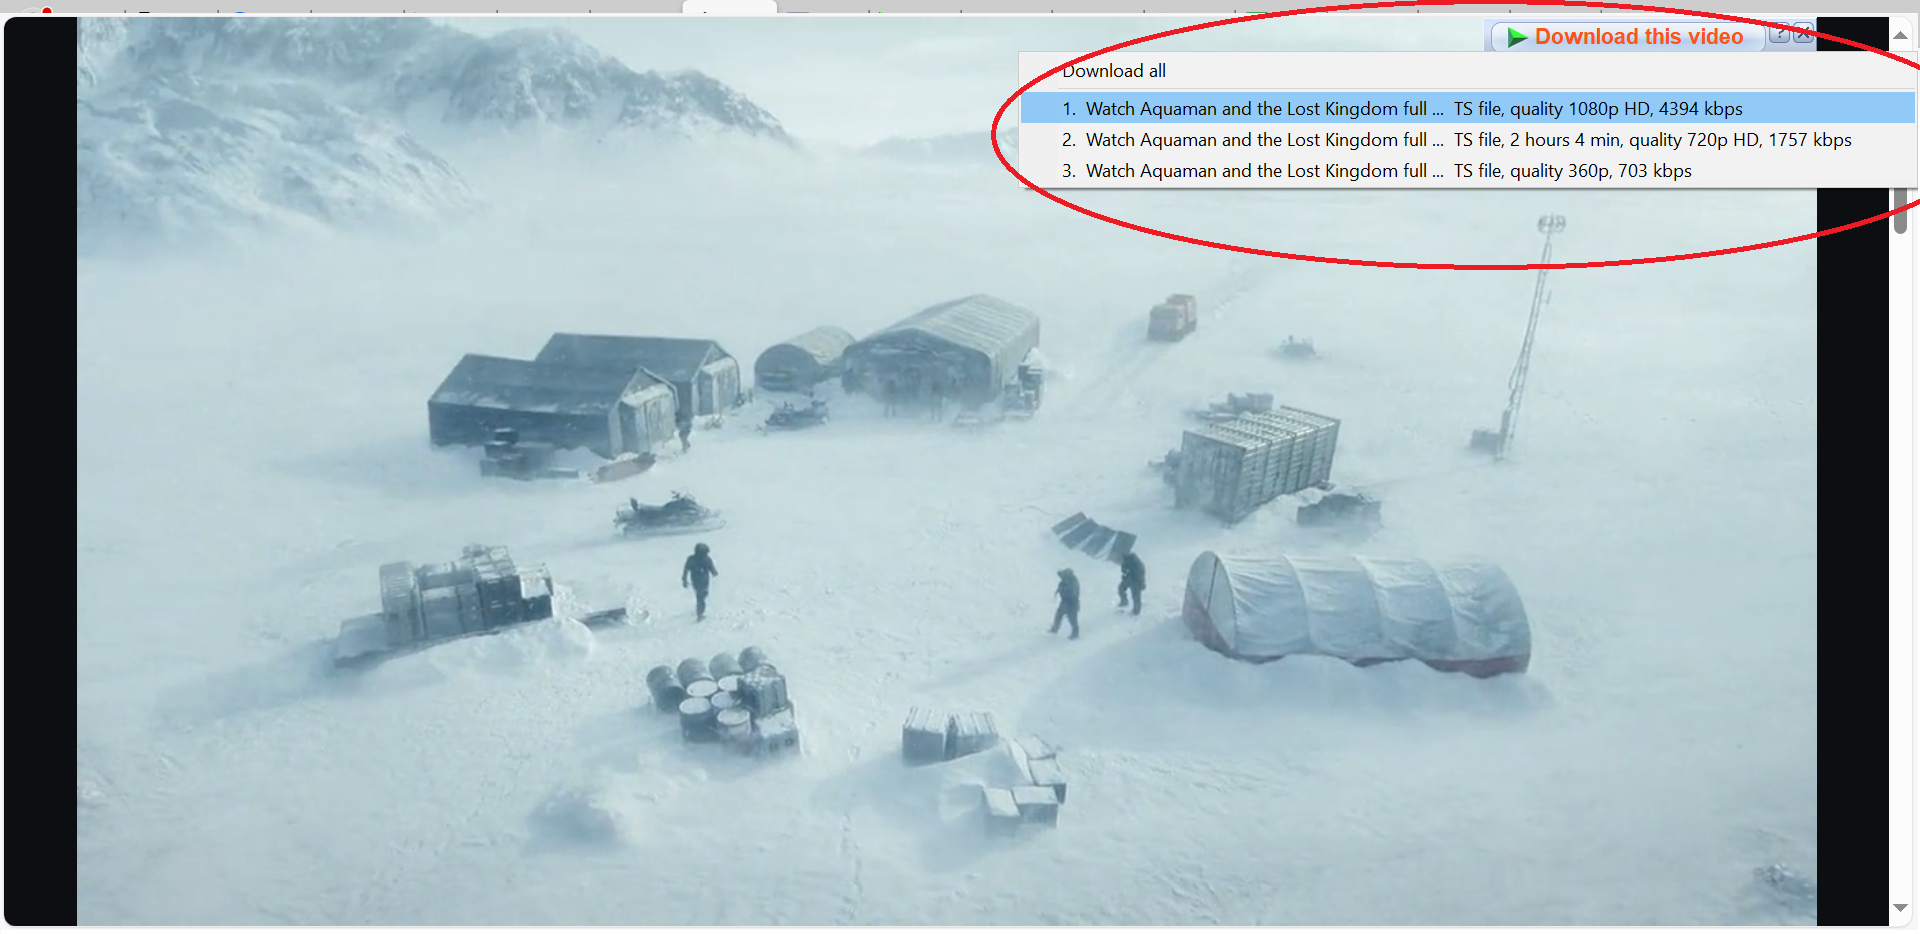 Download this video ?
Download all
1. Watch Aquaman and the Lost Kingdom full ... TS file, quality 1080p HD, 4394 kbps
2. Watch Aquaman and the Lost Kingdom full ... TS file, 2 hours 4 min, quality 720p HD, 1757 kbps
3. Watch Aquaman and the Lost Kingdom full ... TS file, quality 360p, 703 kbps